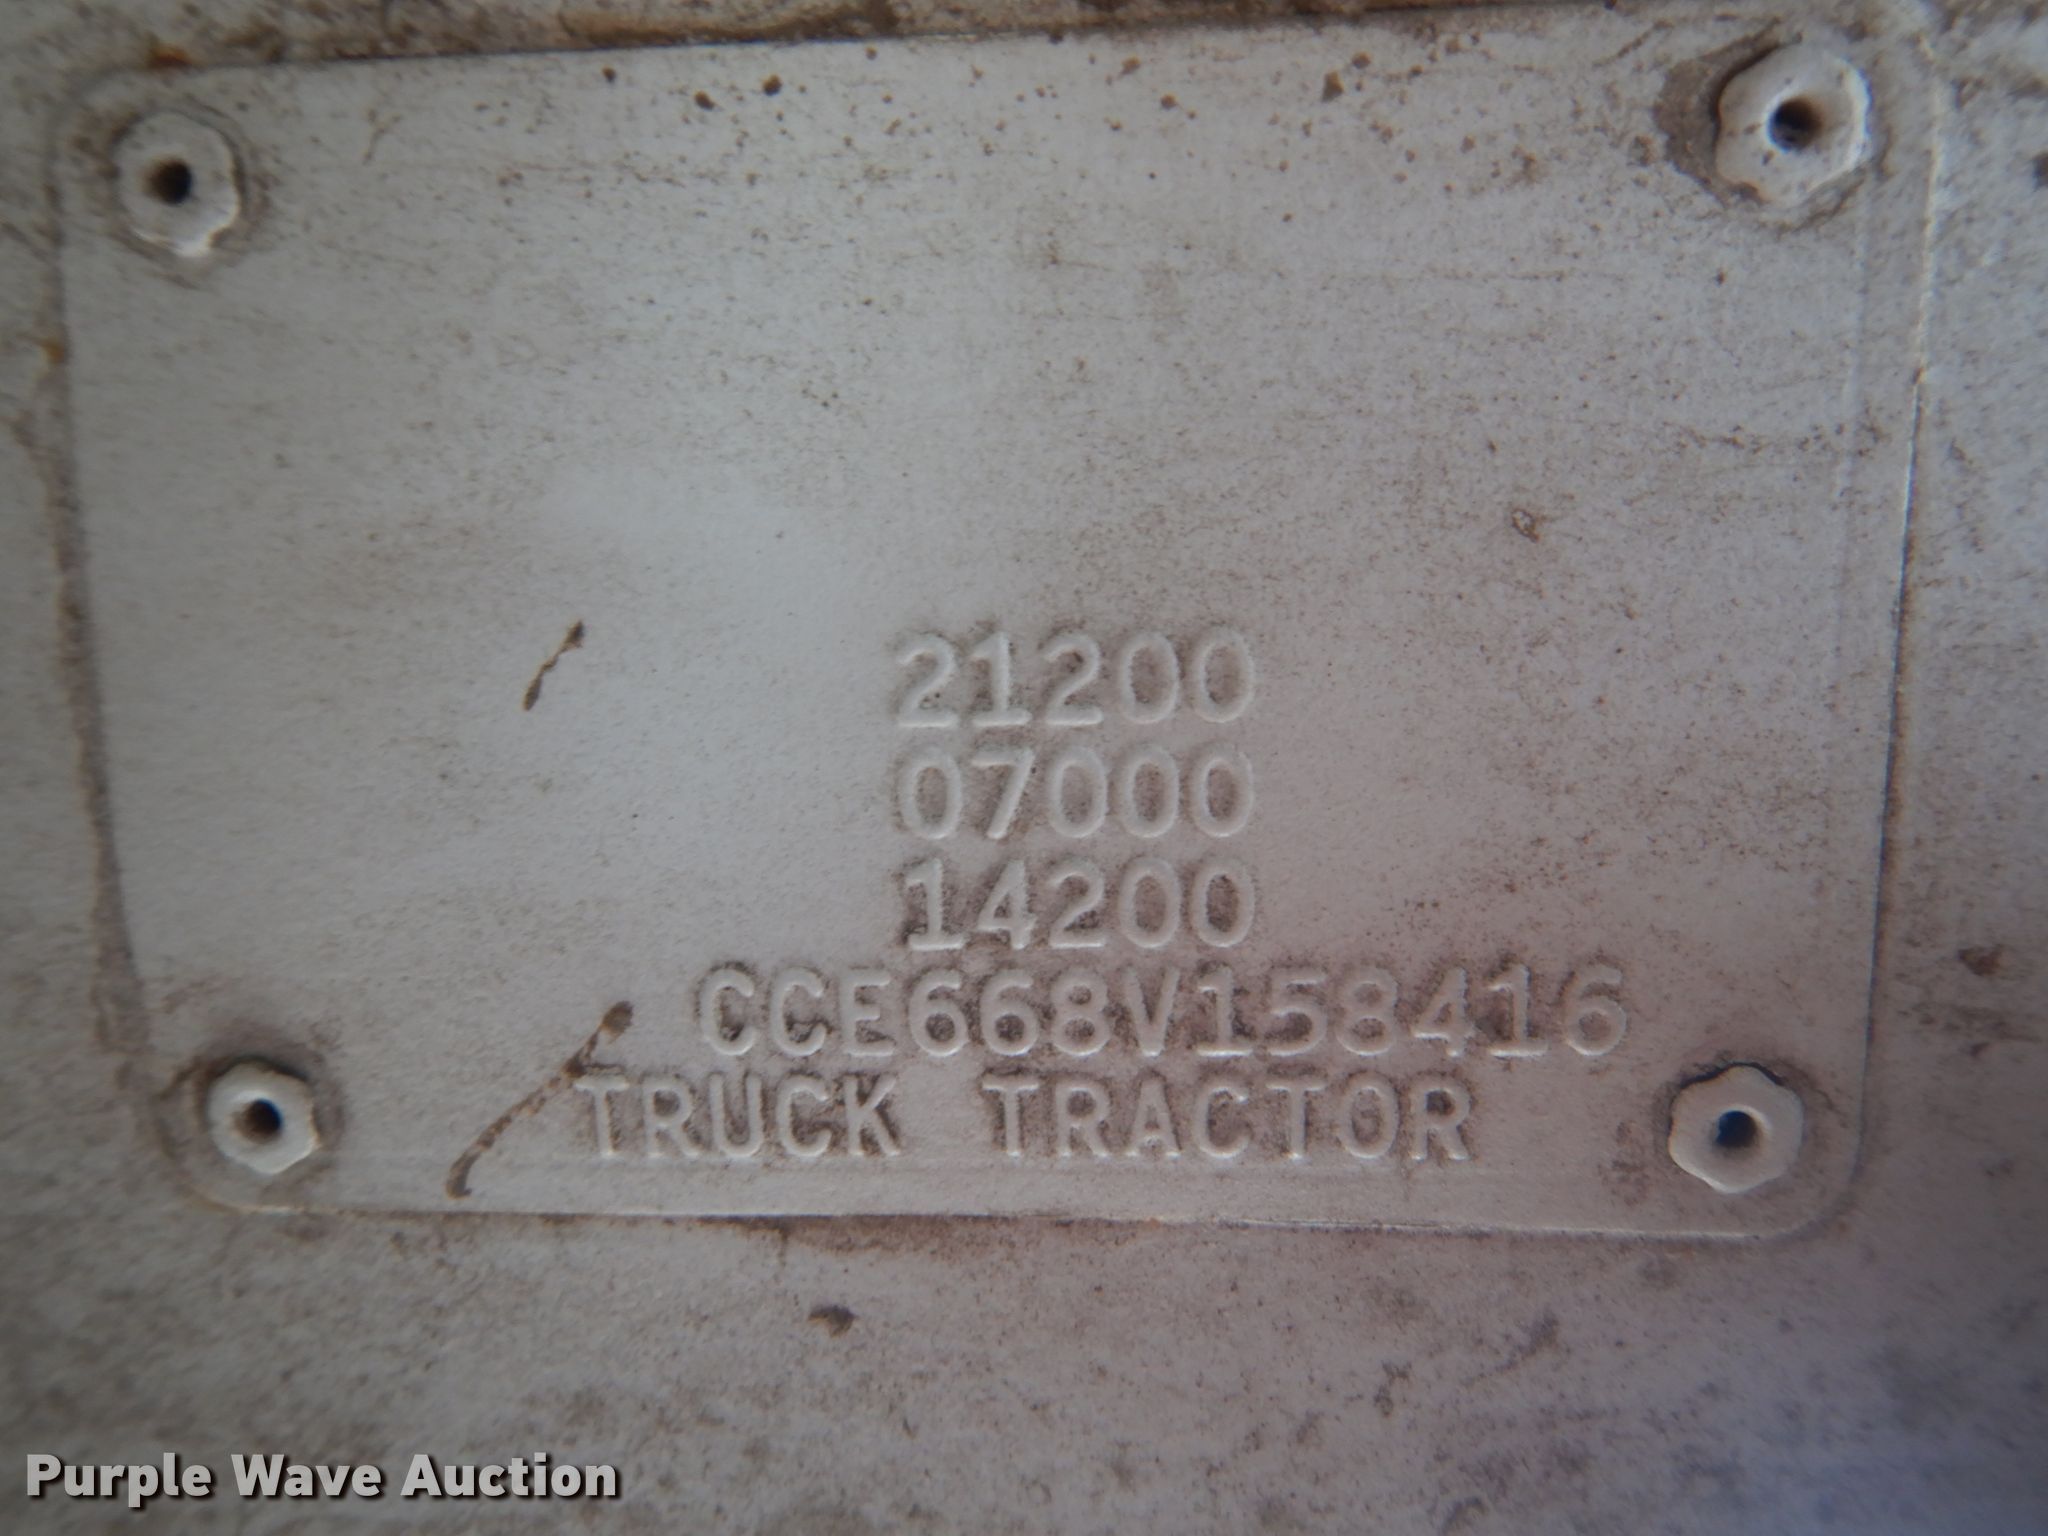 21200
07000
14200
CCE668V158416
TRUCK TRACTOR
Purple Wave Auction